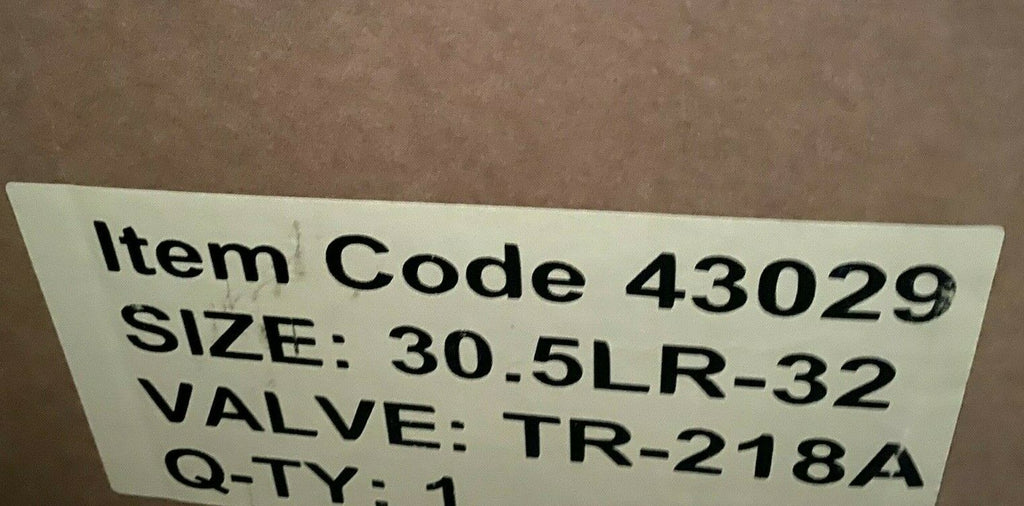 Item Code 43029
SIZE: 30.5LR-32
VALVE: TR-218A
Q-TY: 1